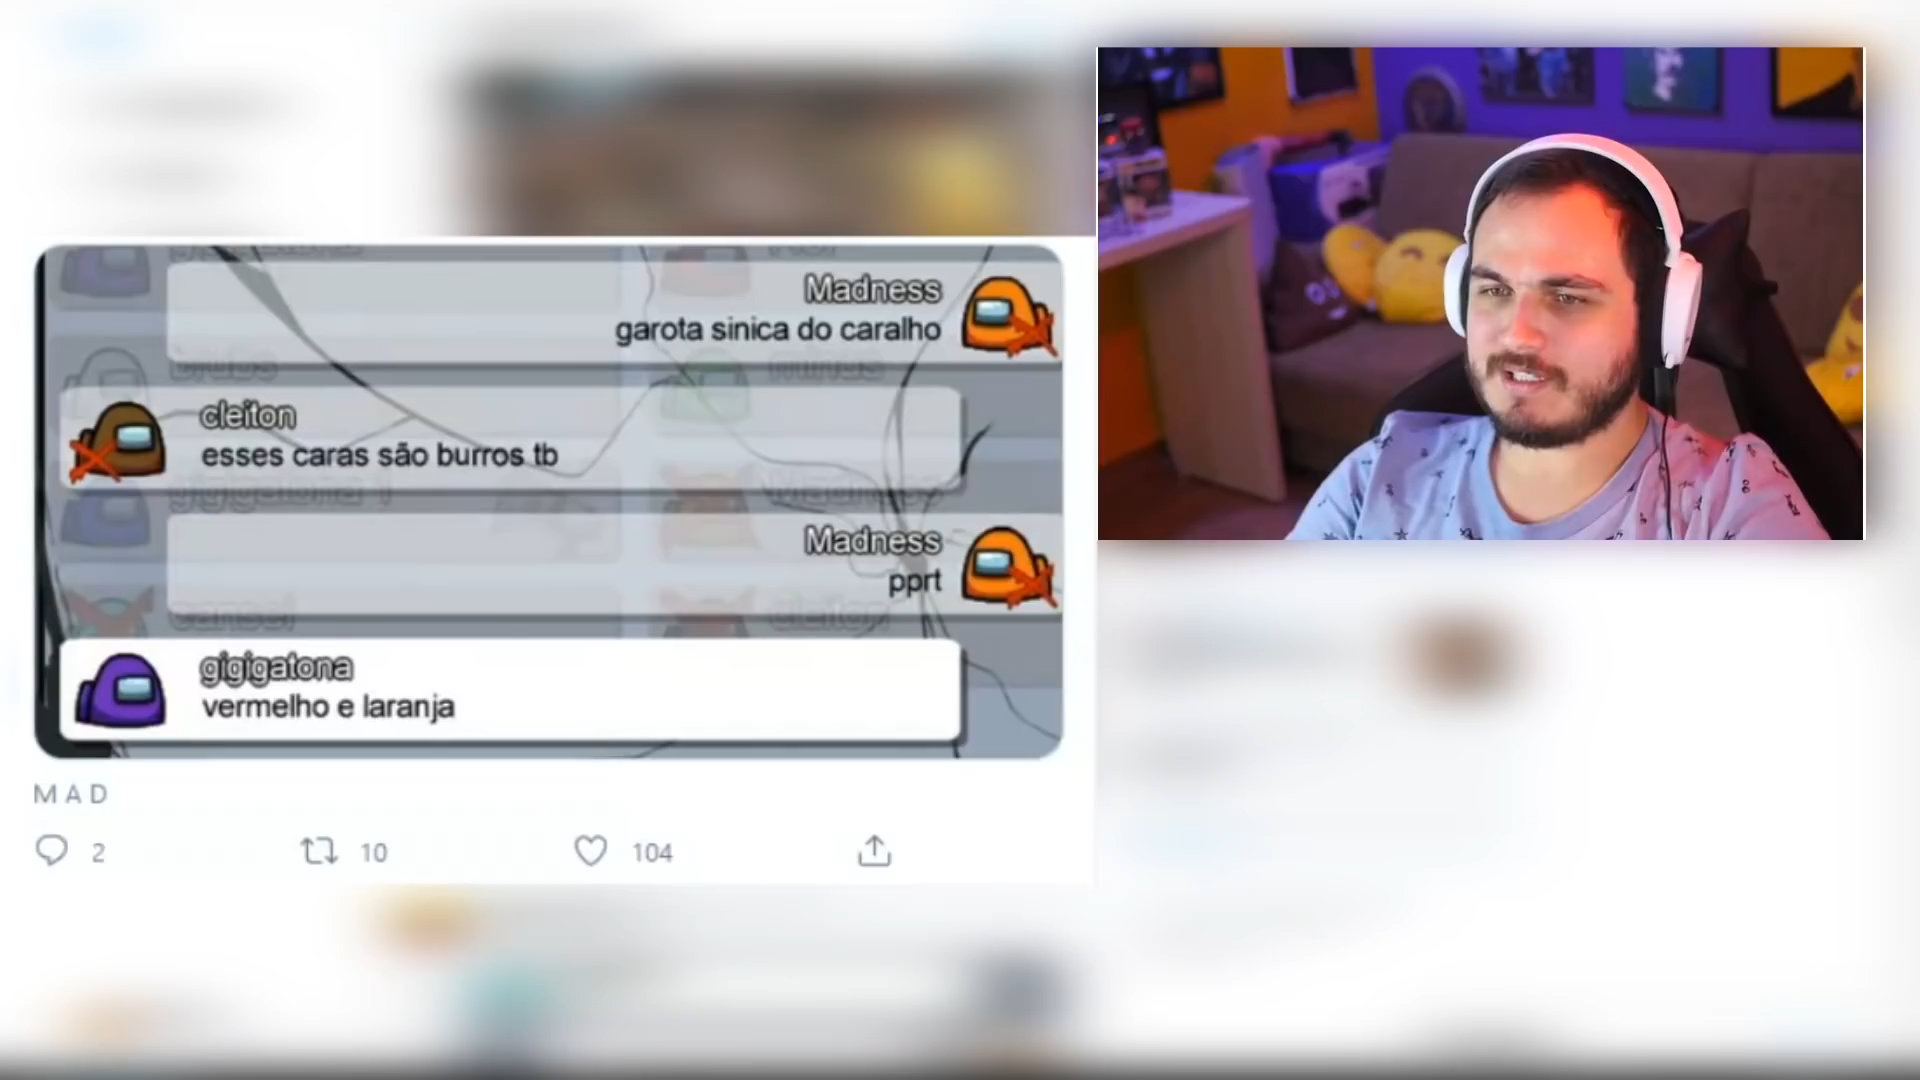 Madness
garota sinica do caralho
cleiton
esses caras são burros tb
Madness
pprt
gigigatona
vermelho e laranja
MAD
2
10
104